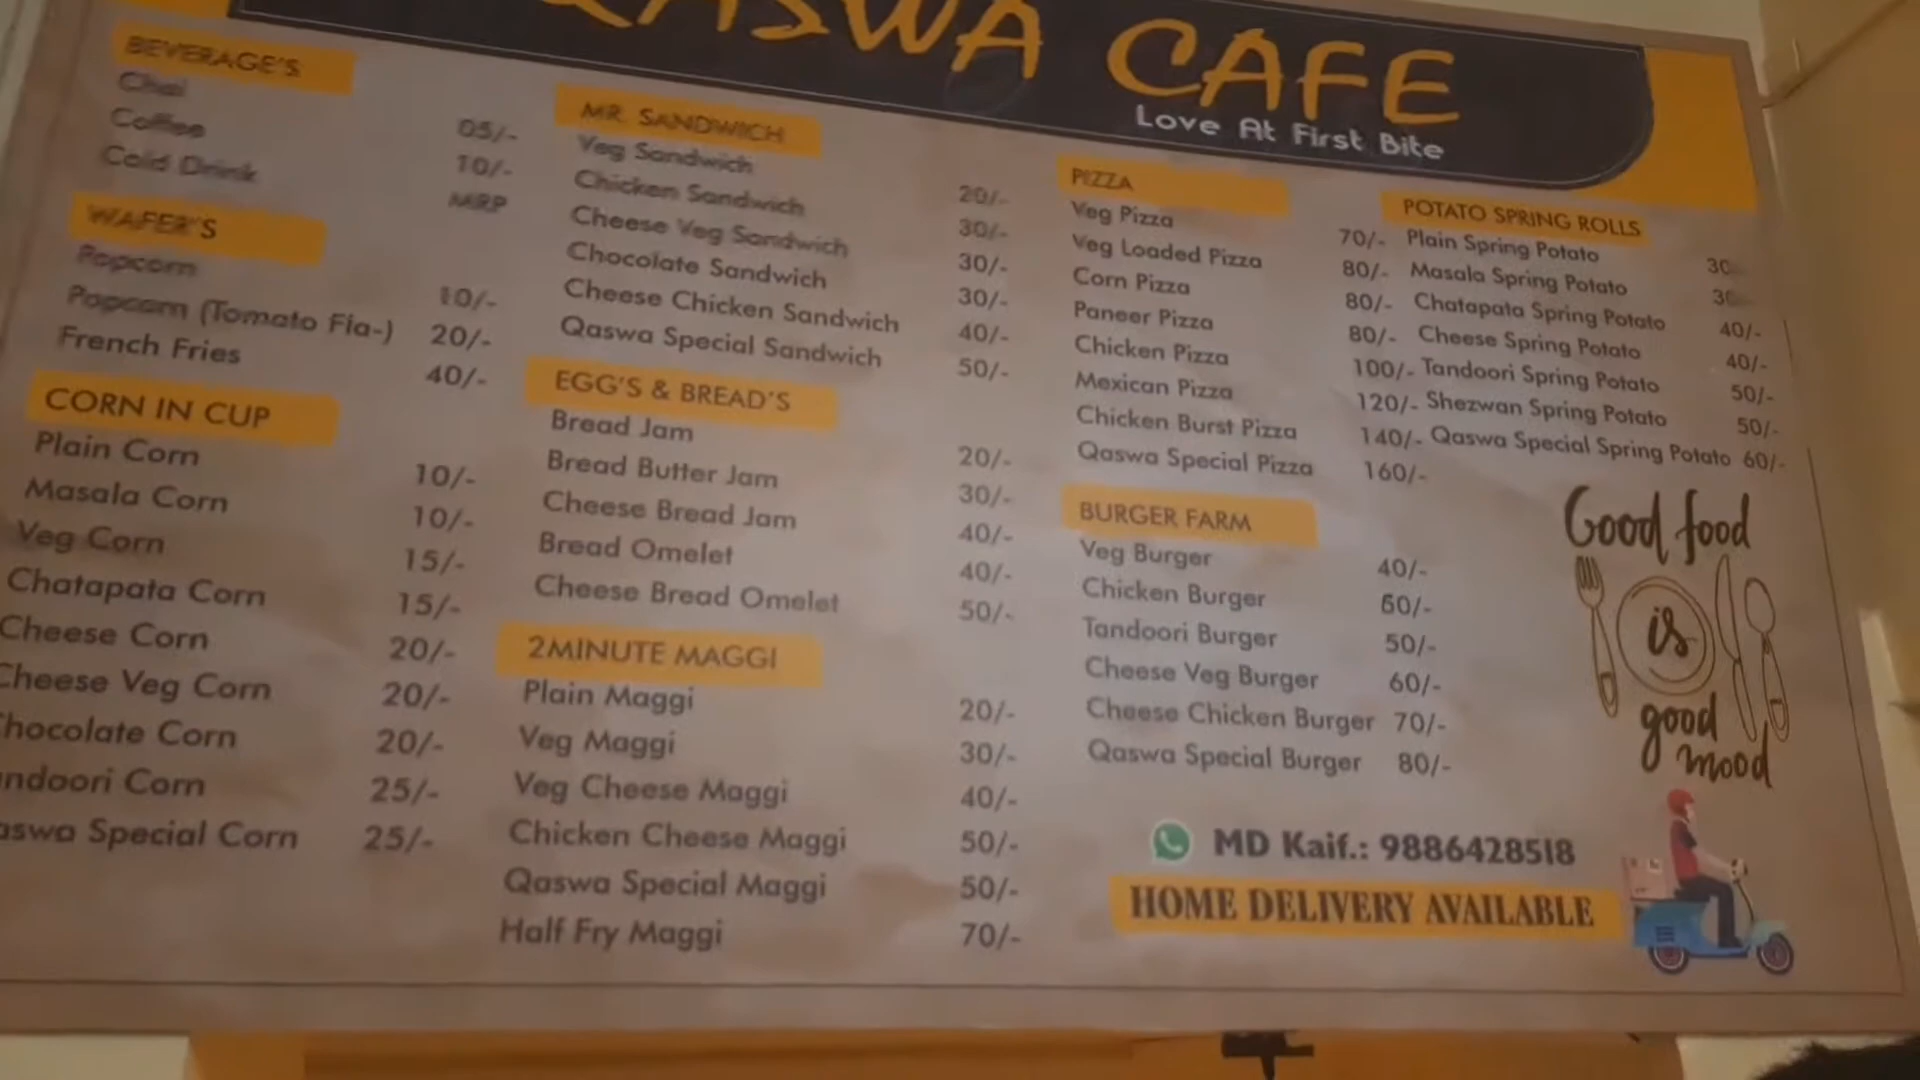 QASWA CAFE
Love At First Bite
BEVERAGE'S
Chai 05/-
Coffee 10/-
Cold Drink MRP
WAFER'S
Popcorn 10/-
Popcorn (Tomato Fla-) 20/-
French Fries 40/-
CORN IN CUP
Plain Corn 10/-
Masala Corn 10/-
Veg Corn 15/-
Chatapata Corn 15/-
Cheese Corn 20/-
Cheese Veg Corn 20/-
hocolate Corn 20/-
ndoori Corn 25/-
aswa Special Corn 25/-
MR. SANDWICH
Veg Sandwich 20/-
Chicken Sandwich 30/-
Cheese Veg Sandwich 30/-
Chocolate Sandwich 30/-
Cheese Chicken Sandwich 40/-
Qaswa Special Sandwich 50/-
EGG'S & BREAD'S
Bread Jam 20/-
Bread Butter Jam 30/-
Cheese Bread Jam 40/-
Bread Omelet 40/-
Cheese Bread Omelet 50/-
2MINUTE MAGGI
Plain Maggi 20/-
Veg Maggi 30/-
Veg Cheese Maggi 40/-
Chicken Cheese Maggi 50/-
Qaswa Special Maggi 50/-
Half Fry Maggi 70/-
PIZZA
Veg Pizza 70/-
Veg Loaded Pizza 80/-
Corn Pizza 80/-
Paneer Pizza 80/-
Chicken Pizza 100/-
Mexican Pizza 120/-
Chicken Burst Pizza 140/-
Qaswa Special Pizza 160/-
BURGER FARM
Veg Burger 40/-
Chicken Burger 50/-
Tandoori Burger 50/-
Cheese Veg Burger 60/-
Cheese Chicken Burger 70/-
Qaswa Special Burger 80/-
POTATO SPRING ROLLS
Plain Spring Potato 30
Masala Spring Potato 30
Chatapata Spring Potato 40/-
Cheese Spring Potato 40/-
Tandoori Spring Potato 50/-
Shezwan Spring Potato 50/-
Qaswa Special Spring Potato 60/-
Good food
is
good
mood
MD Kaif.: 9886428518
HOME DELIVERY AVAILABLE